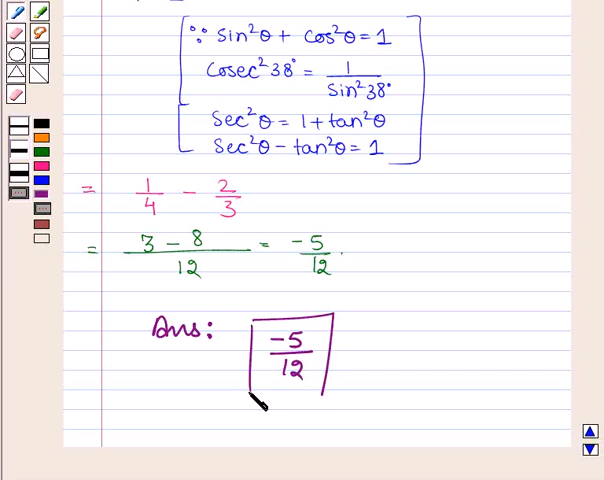 ∵ sin²θ + cos²θ = 1
cosec²38° = 1/sin²38°
sec²θ = 1 + tan²θ
sec²θ − tan²θ = 1
= 1/4 − 2/3
= (3 − 8)/12 = −5/12.
Ans: −5/12